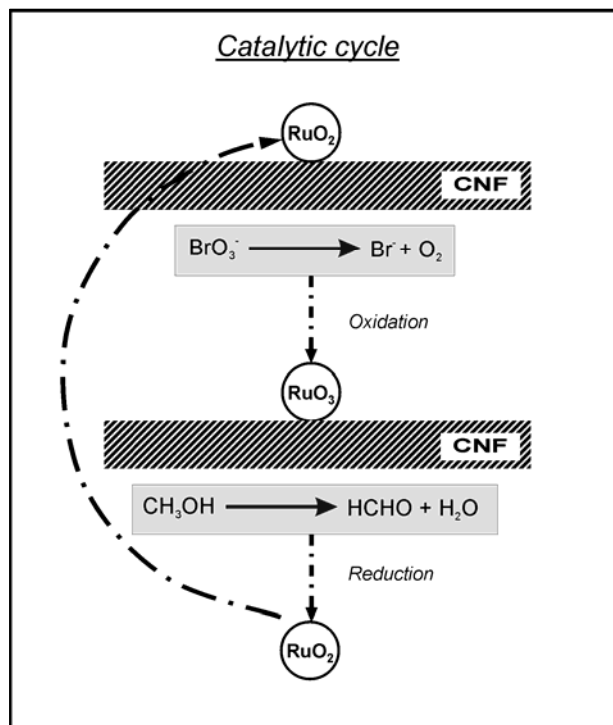 Catalytic cycle
RuO₂
CNF
BrO₃⁻ → Br⁻ + O₂
Oxidation
RuO₃
CNF
CH₃OH → HCHO + H₂O
Reduction
RuO₂